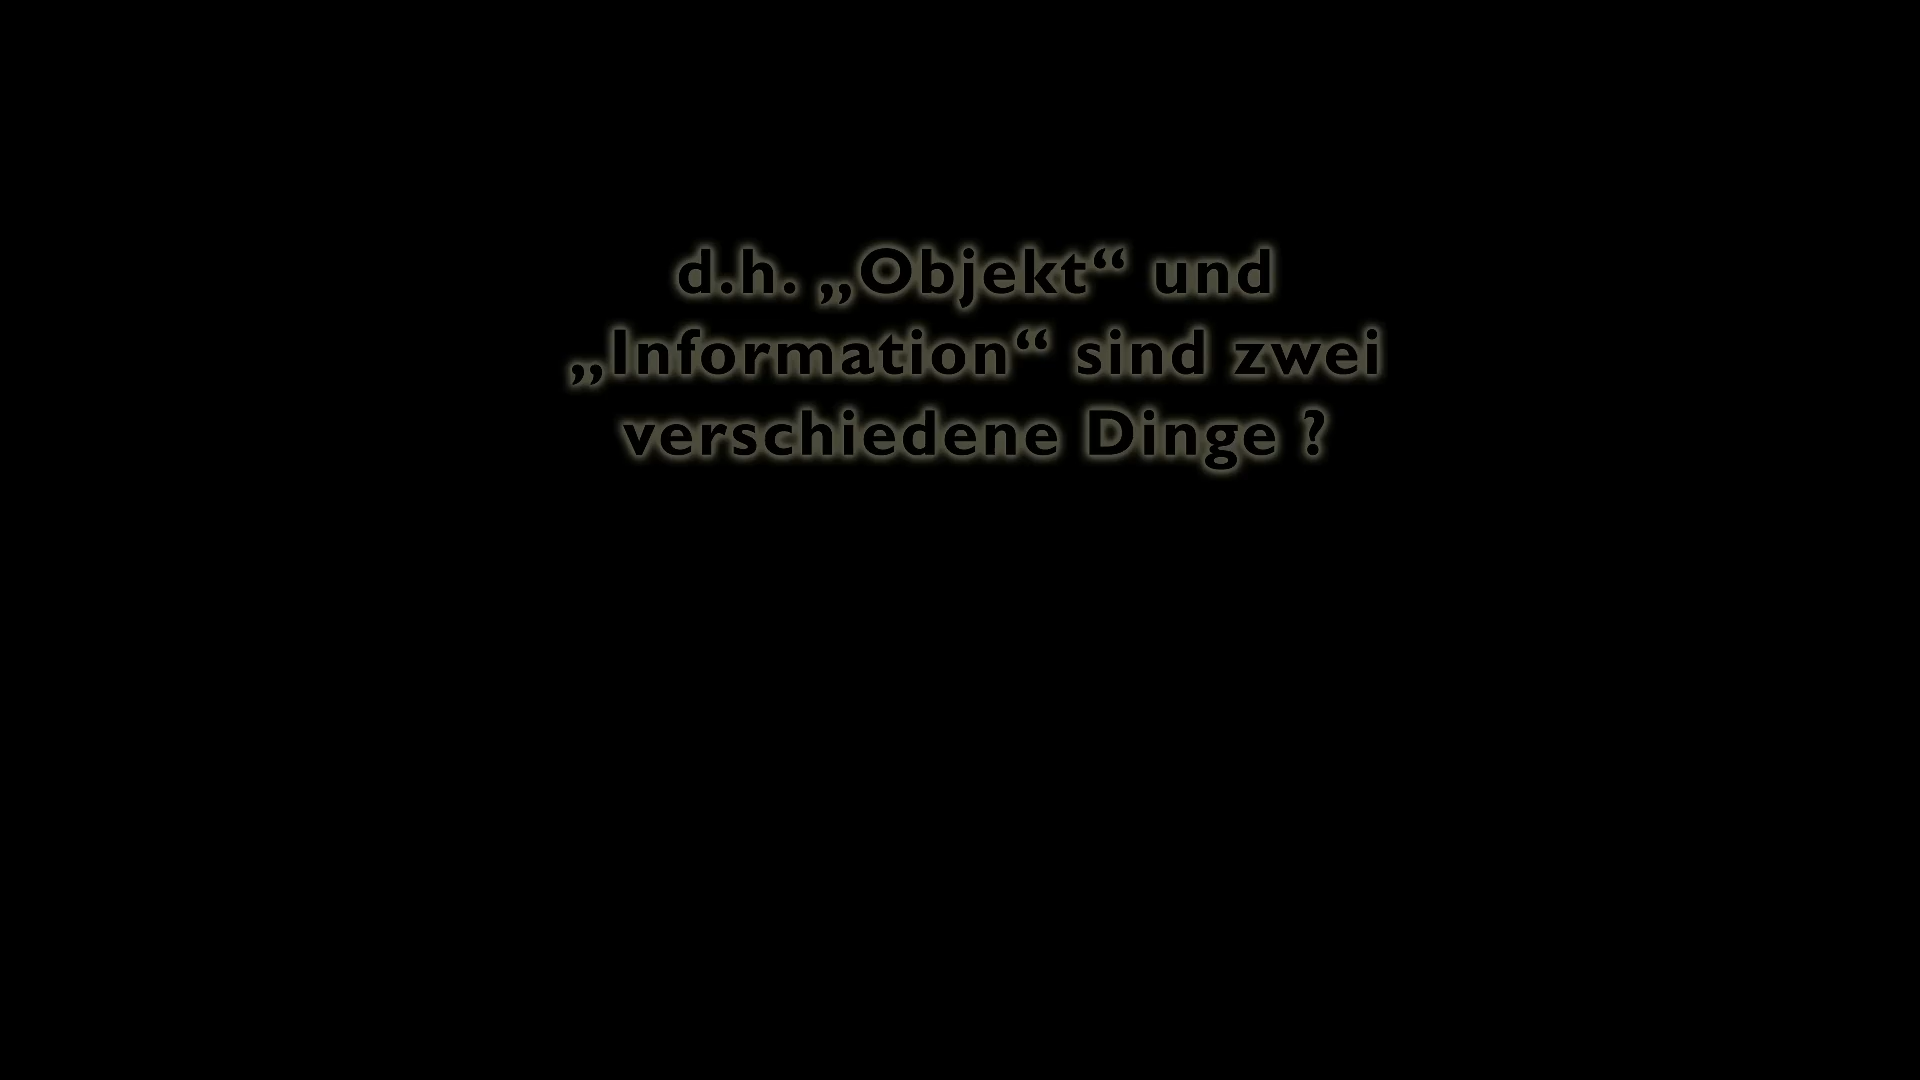 d.h. „Objekt“ und
„Information“ sind zwei
verschiedene Dinge ?